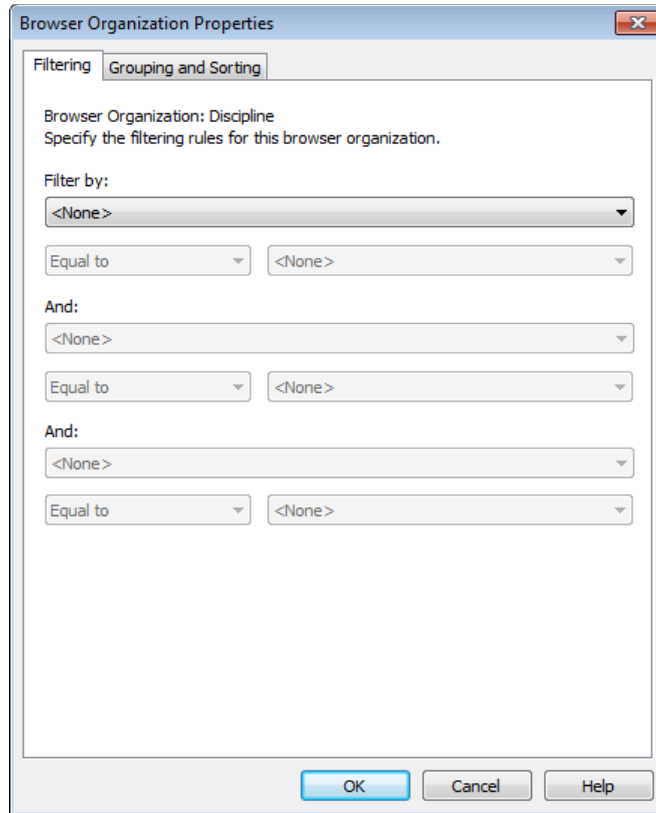 Browser Organization Properties
Filtering
Grouping and Sorting
Browser Organization: Discipline
Specify the filtering rules for this browser organization.
Filter by:
<None>
Equal to
<None>
And:
<None>
Equal to
<None>
And:
<None>
Equal to
<None>
OK
Cancel
Help